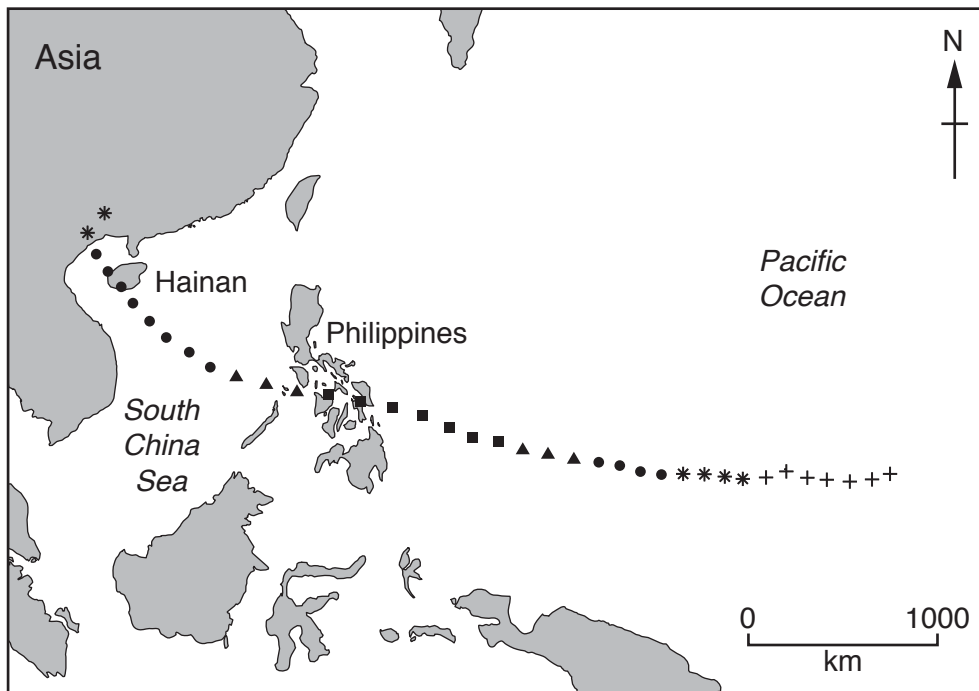 Asia
N
Pacific
Ocean
Hainan
Philippines
South
China
Sea
0 1000
km